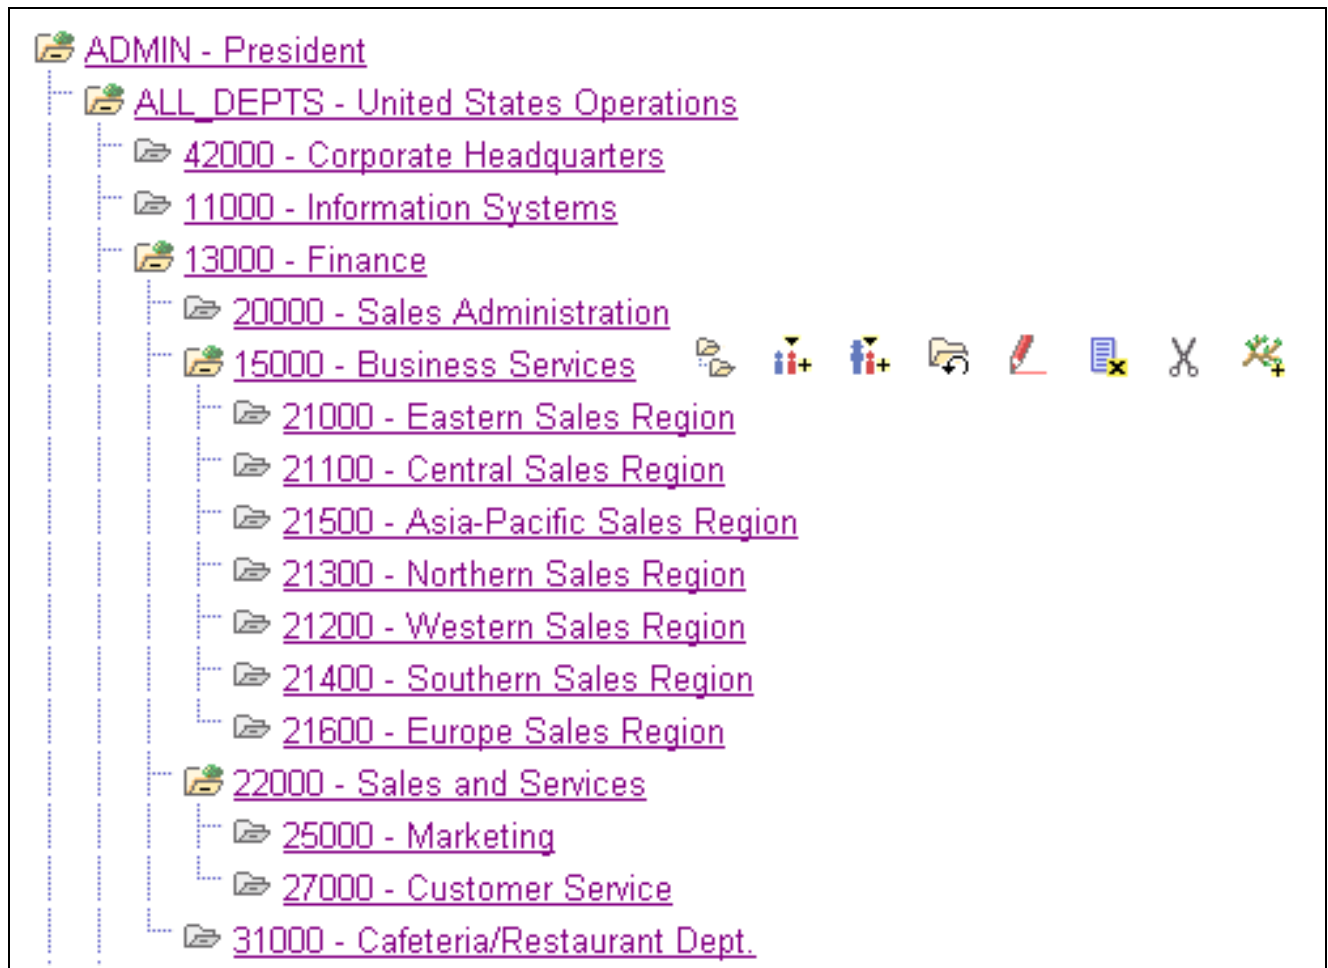 ADMIN - President
ALL_DEPTS - United States Operations
42000 - Corporate Headquarters
11000 - Information Systems
13000 - Finance
20000 - Sales Administration
15000 - Business Services
21000 - Eastern Sales Region
21100 - Central Sales Region
21500 - Asia-Pacific Sales Region
21300 - Northern Sales Region
21200 - Western Sales Region
21400 - Southern Sales Region
21600 - Europe Sales Region
22000 - Sales and Services
25000 - Marketing
27000 - Customer Service
31000 - Cafeteria/Restaurant Dept.